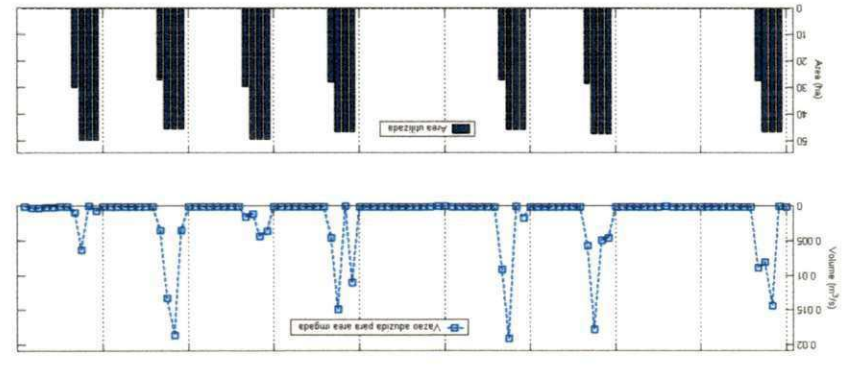 Volume (m³/s)
0.02
0.015
0.01
0.005
0
Vazao aduzida para area irrigada
Area (ha)
50
40
30
20
10
0
Area utilizada